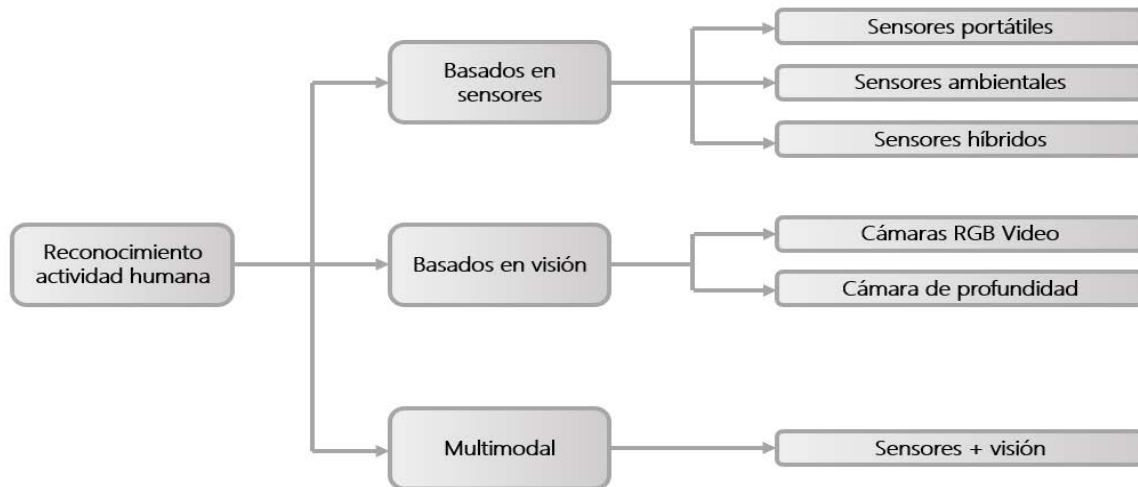 Reconocimiento
actividad humana
Basados en
sensores
Sensores portátiles
Sensores ambientales
Sensores híbridos
Basados en visión
Cámaras RGB Video
Cámara de profundidad
Multimodal
Sensores + visión